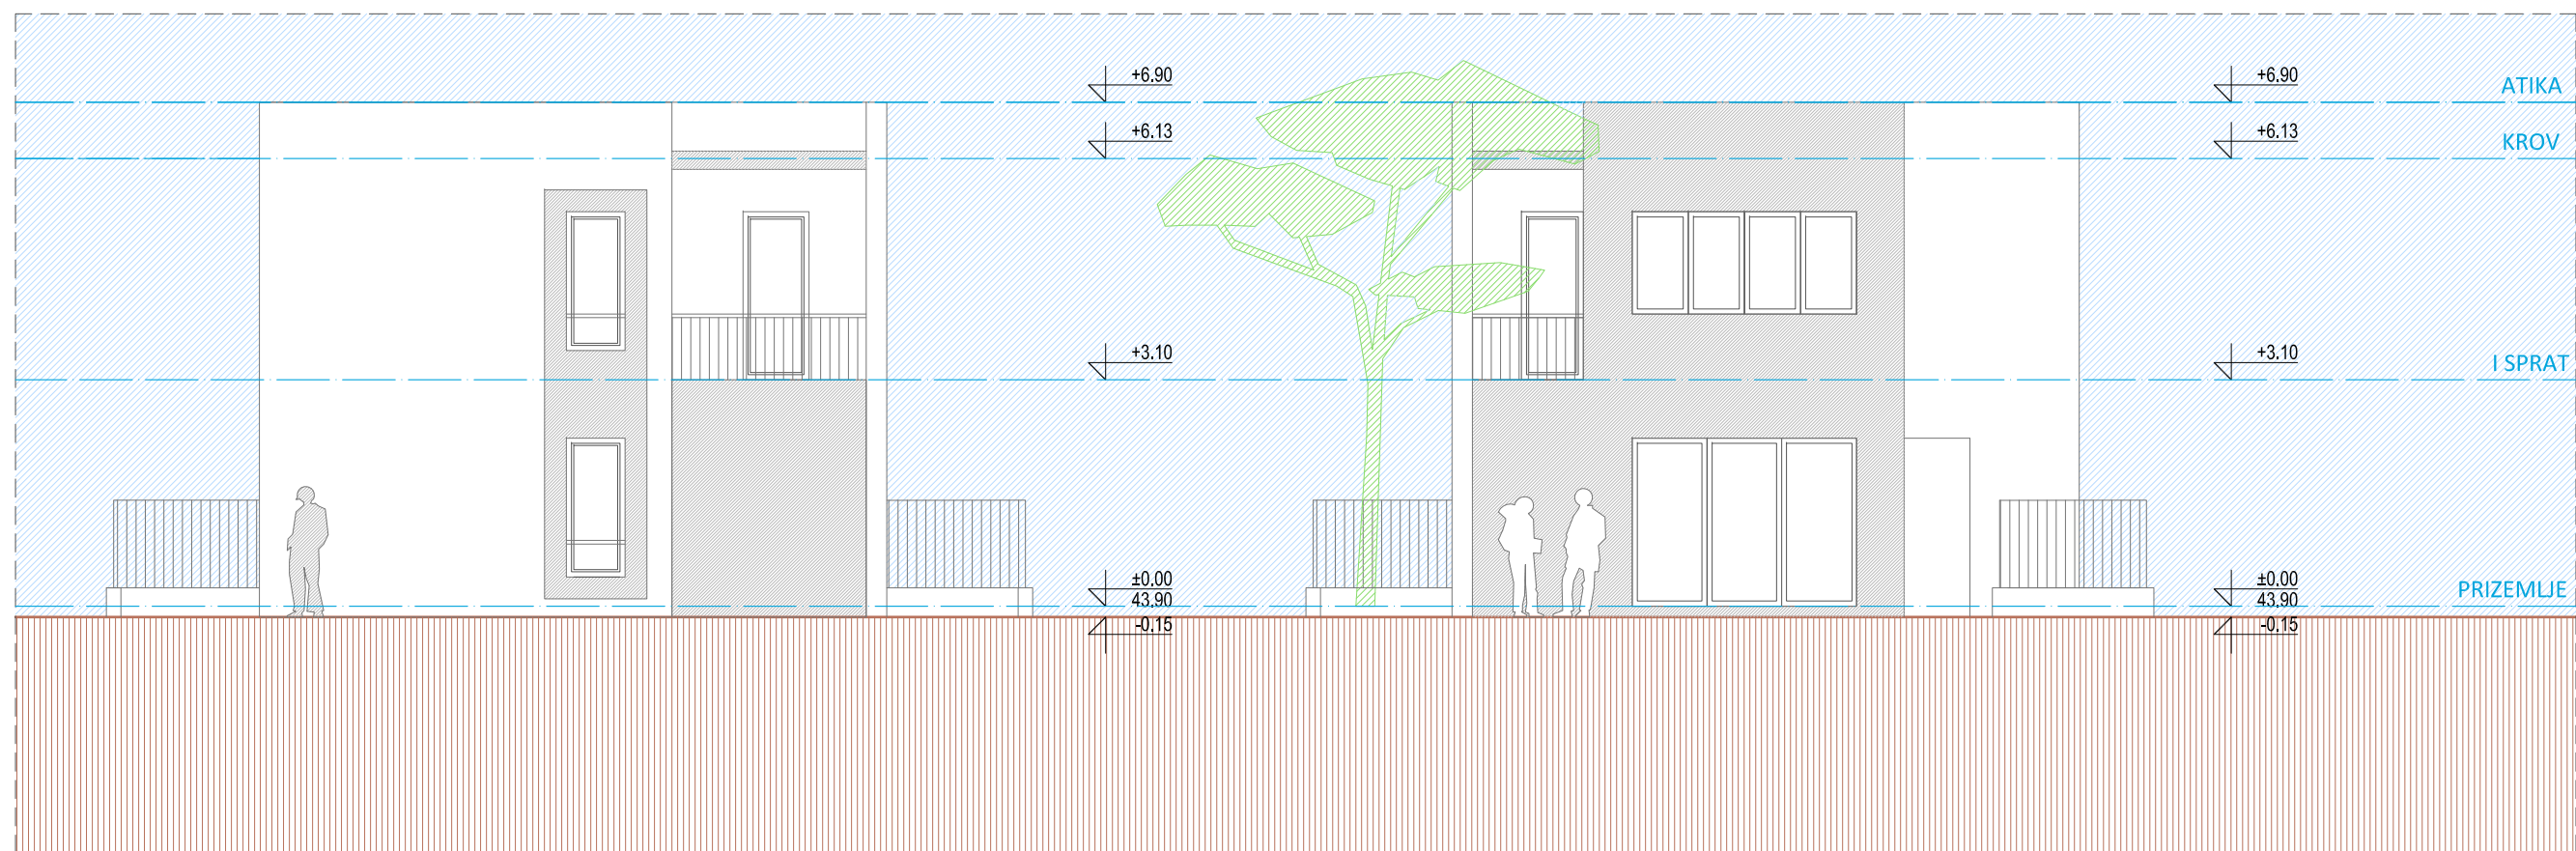 +6.90 +6.90 ATIKA
+6.13 +6.13 KROV
+3.10 +3.10 I SPRAT
±0.00 ±0.00 PRIZEMLJE
43.90 43.90
-0.15 -0.15